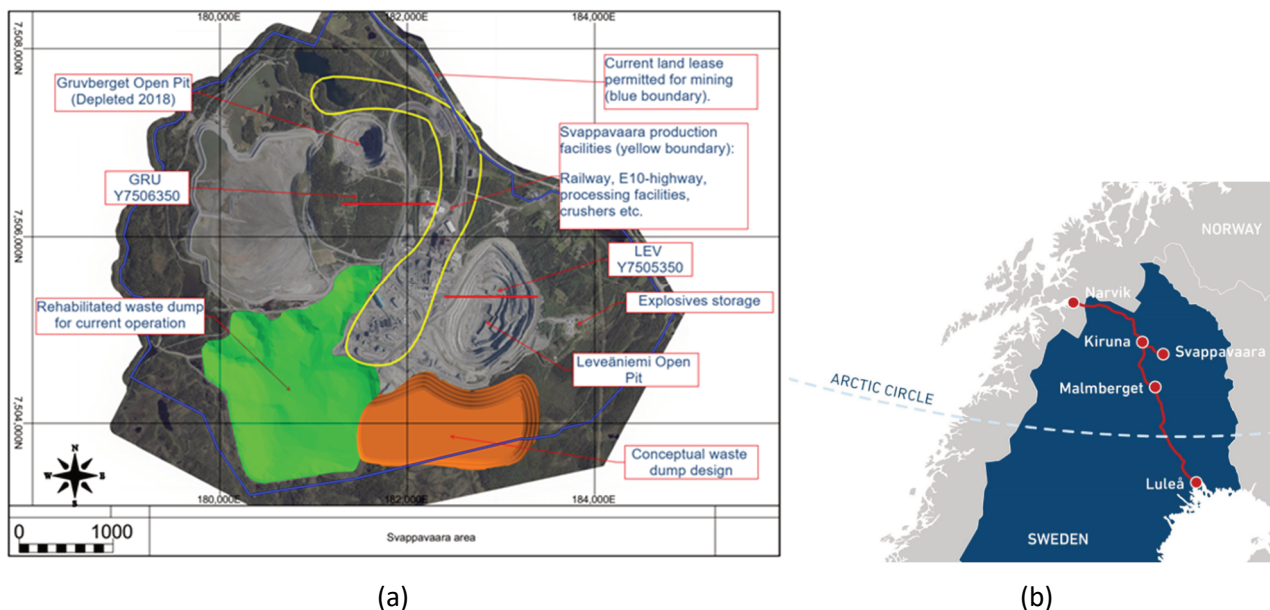 180,000E
182,000E
184,000E
7,508,000N
Gruvberget Open Pit
(Depleted 2018)
Current land lease
permitted for mining
(blue boundary).
Svappavaara production
facilities (yellow boundary):
Railway, E10-highway,
processing facilities,
crushers etc.
GRU
Y7506350
7,506,000N
LEV
Y7505350
Explosives storage
Rehabilitated waste dump
for current operation
Leveäniemi Open
Pit
7,504,000N
Conceptual waste
dump design
N
W
E
S
180,000E
182,000E
184,000E
0
1000
Svappavaara area
(a)
NORWAY
Narvik
Kiruna
Svappavaara
Malmberget
ARCTIC CIRCLE
Luleå
SWEDEN
(b)